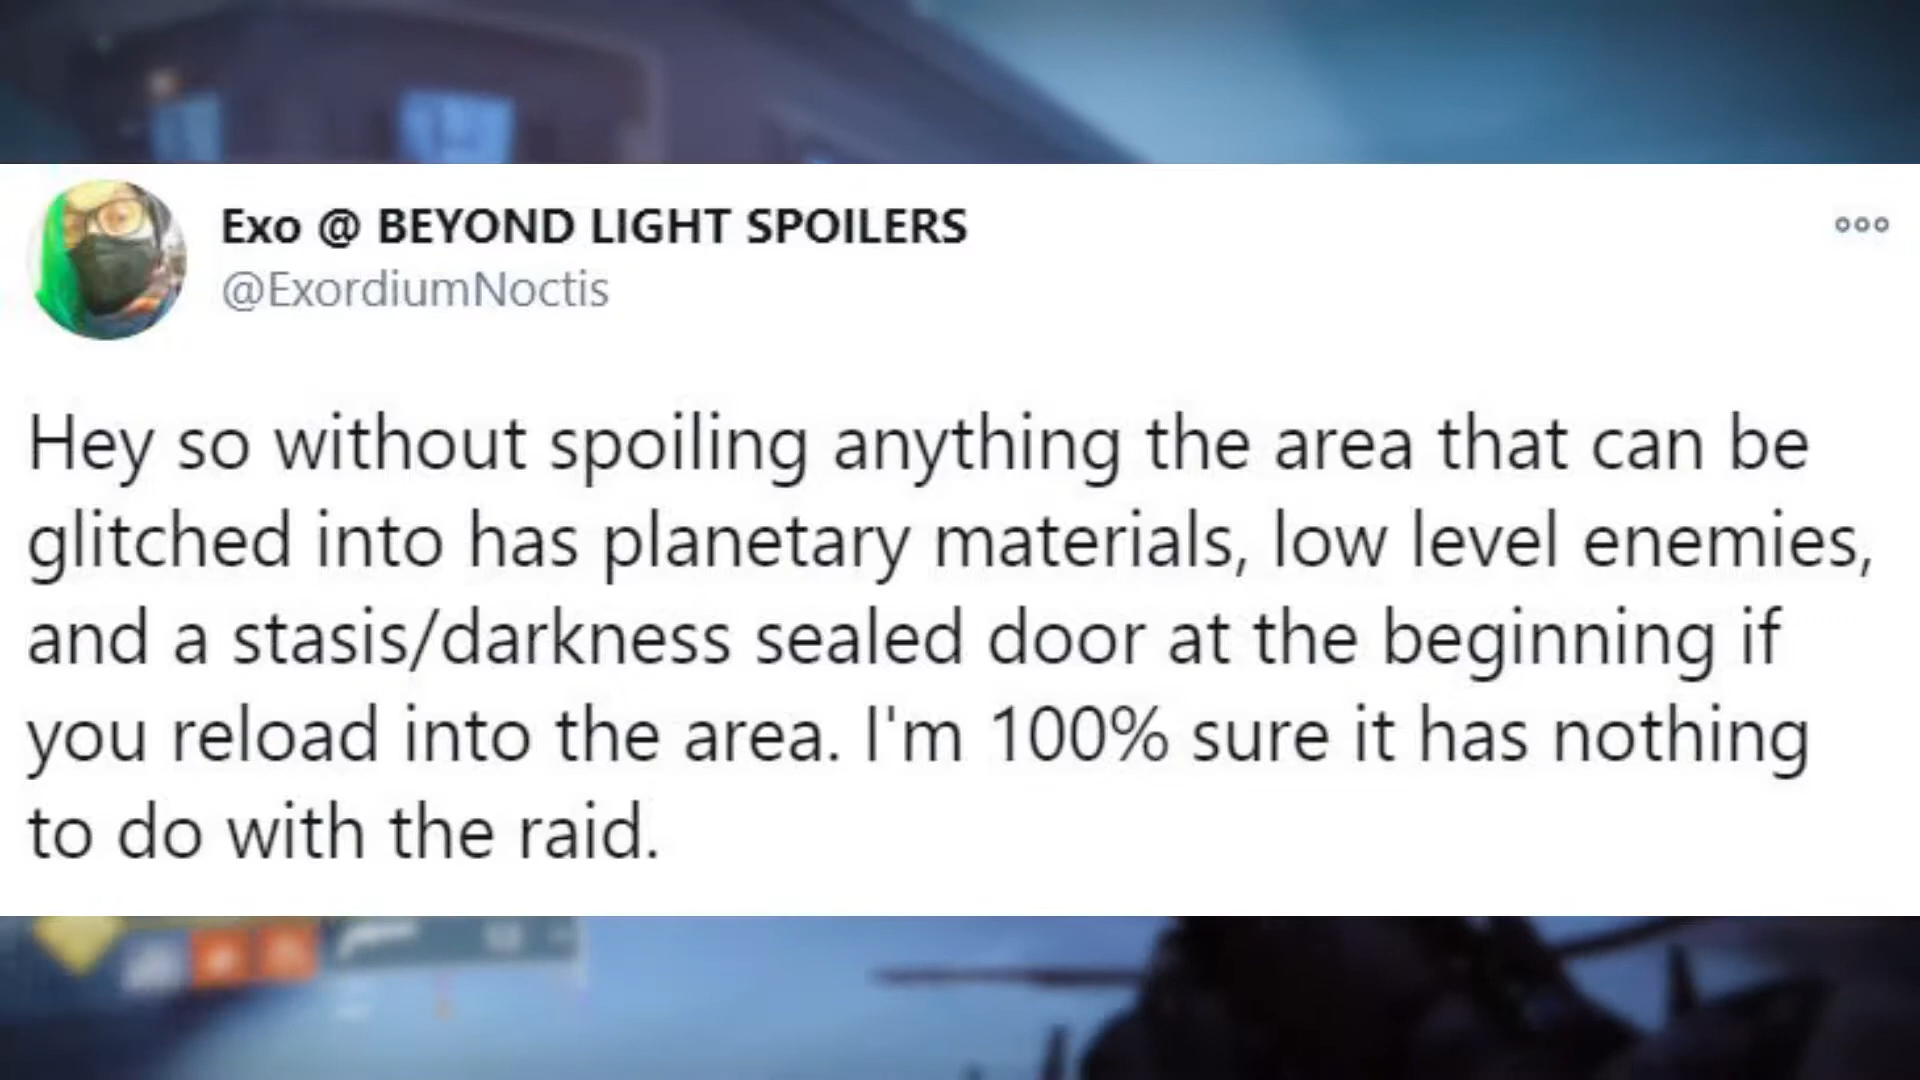 Exo @ BEYOND LIGHT SPOILERS
@ExordiumNoctis
Hey so without spoiling anything the area that can be
glitched into has planetary materials, low level enemies,
and a stasis/darkness sealed door at the beginning if
you reload into the area. I'm 100% sure it has nothing
to do with the raid.